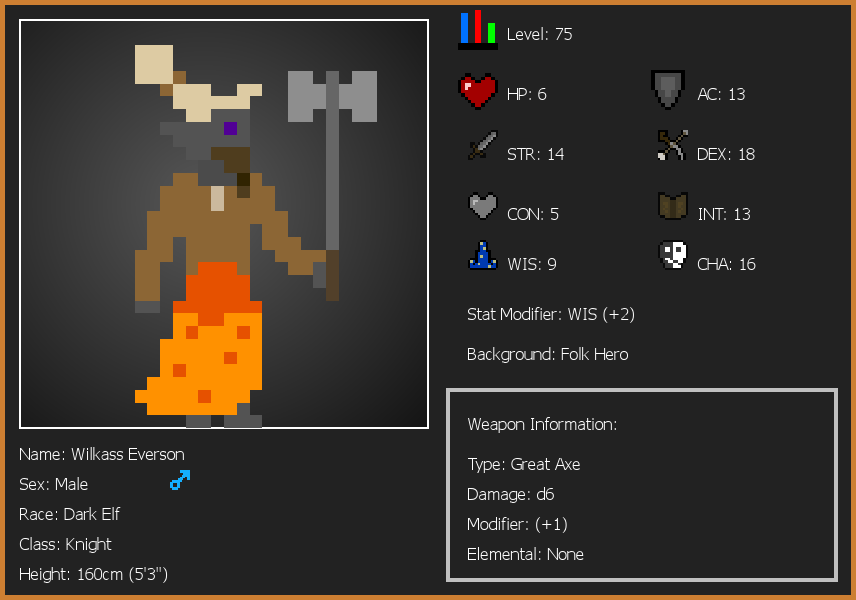 Level: 75
HP: 6
AC: 13
STR: 14
DEX: 18
CON: 5
INT: 13
WIS: 9
CHA: 16
Stat Modifier: WIS (+2)
Background: Folk Hero
Weapon Information:
Type: Great Axe
Damage: d6
Modifier: (+1)
Elemental: None
Name: Wilkass Everson
Sex: Male
Race: Dark Elf
Class: Knight
Height: 160cm (5'3")